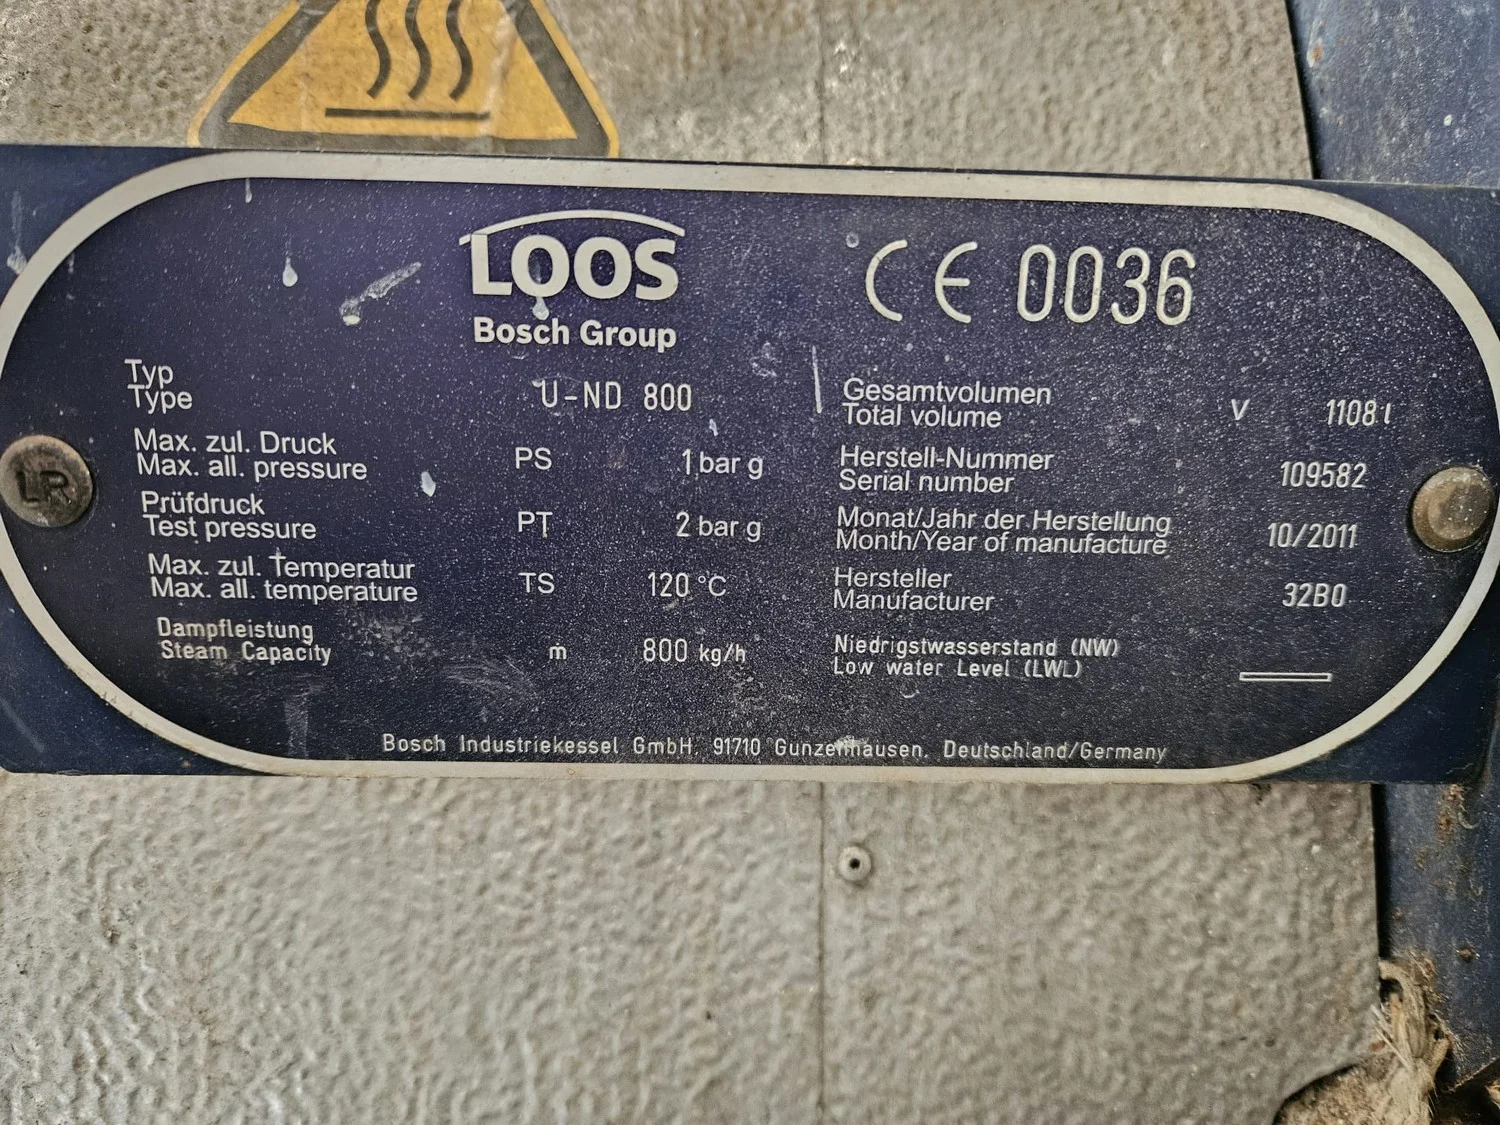 LOOS
Bosch Group
CE 0036
Typ
Type
U-ND 800
Max. zul. Druck
Max. all. pressure
PS 1 bar g
Prüfdruck
Test pressure
PT 2 bar g
Max. zul. Temperatur
Max. all. temperature
TS 120 °C
Dampfleistung
Steam Capacity
ṁ 800 kg/h
Gesamtvolumen
Total volume
V 1108 l
Herstell-Nummer
Serial number
109582
Monat/Jahr der Herstellung
Month/Year of manufacture
10/2011
Hersteller
Manufacturer
32B0
Niedrigstwasserstand (NW)
Low water Level (LWL)
Bosch Industriekessel GmbH, 91710 Gunzenhausen, Deutschland/Germany
LR